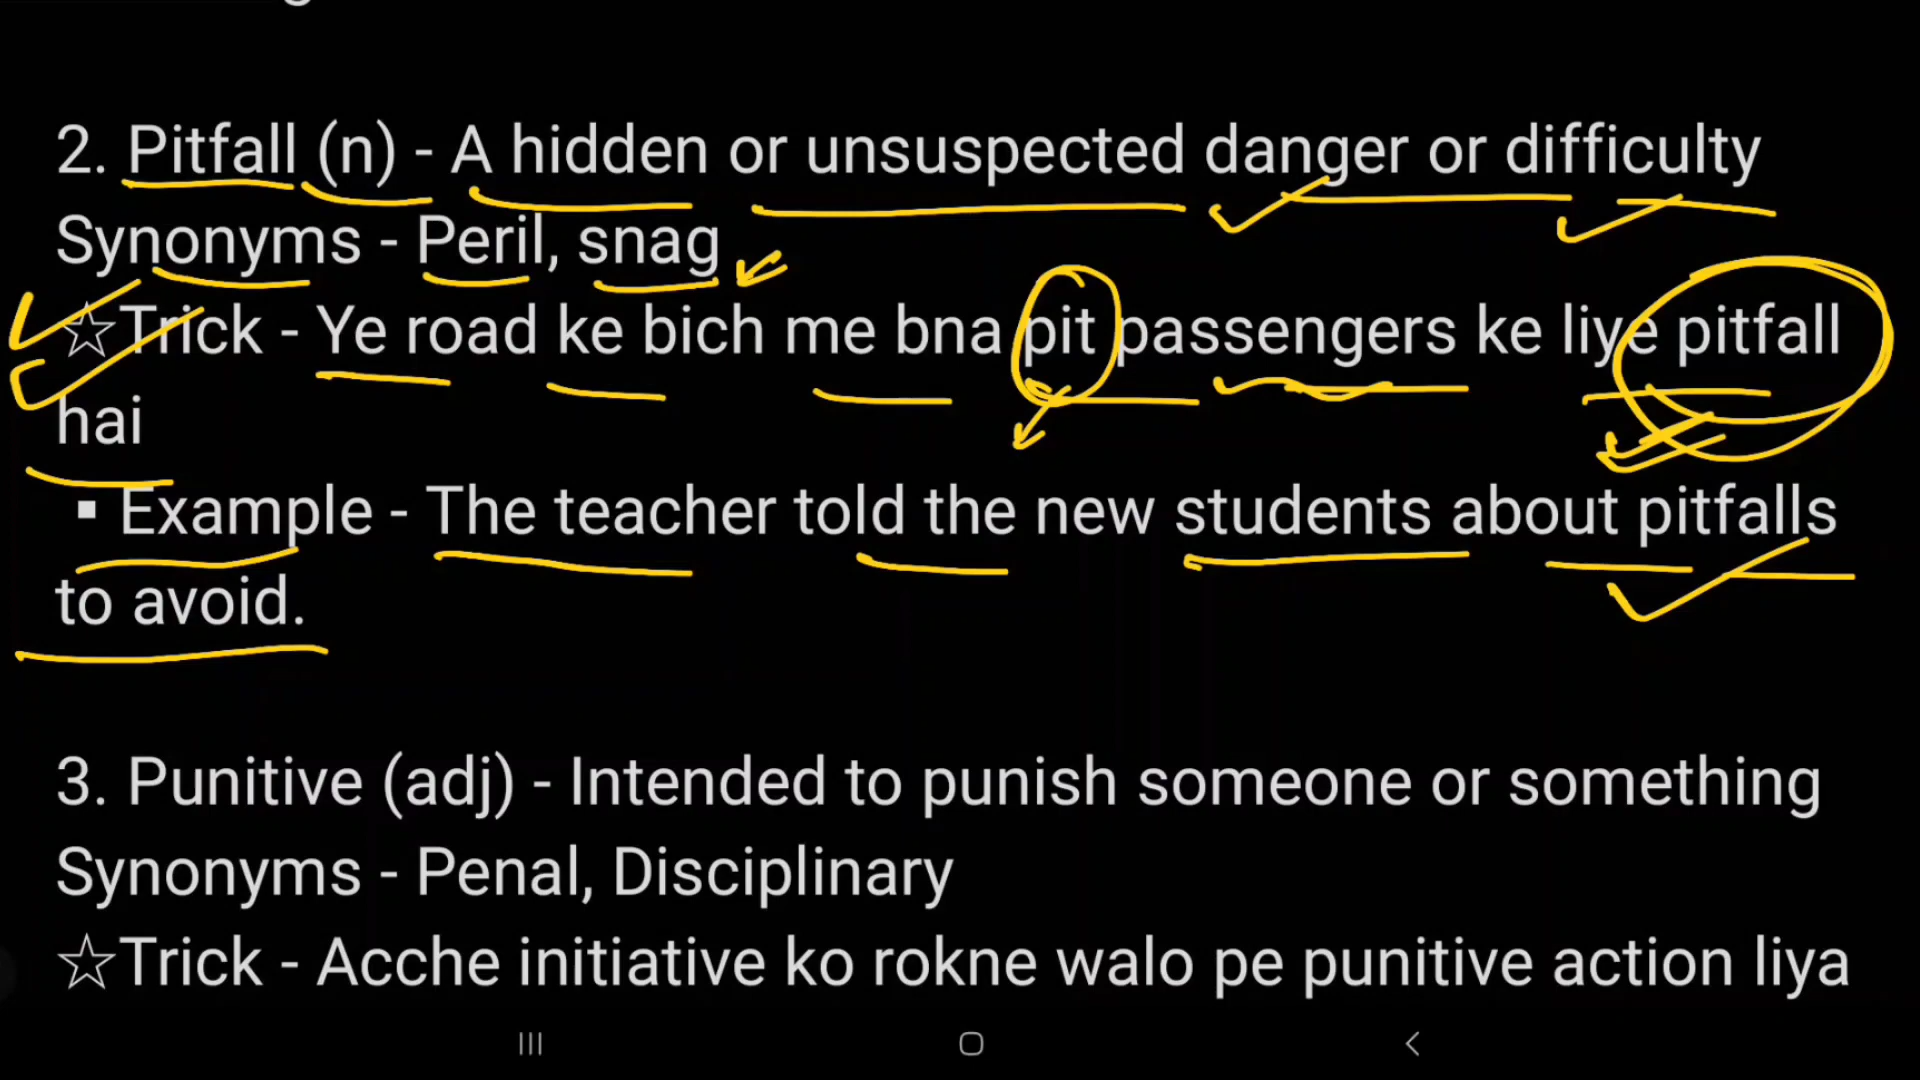 2. Pitfall (n) - A hidden or unsuspected danger or difficulty
Synonyms - Peril, snag
☆Trick - Ye road ke bich me bna pit passengers ke liye pitfall
hai
▪ Example - The teacher told the new students about pitfalls
to avoid.
3. Punitive (adj) - Intended to punish someone or something
Synonyms - Penal, Disciplinary
☆Trick - Acche initiative ko rokne walo pe punitive action liya